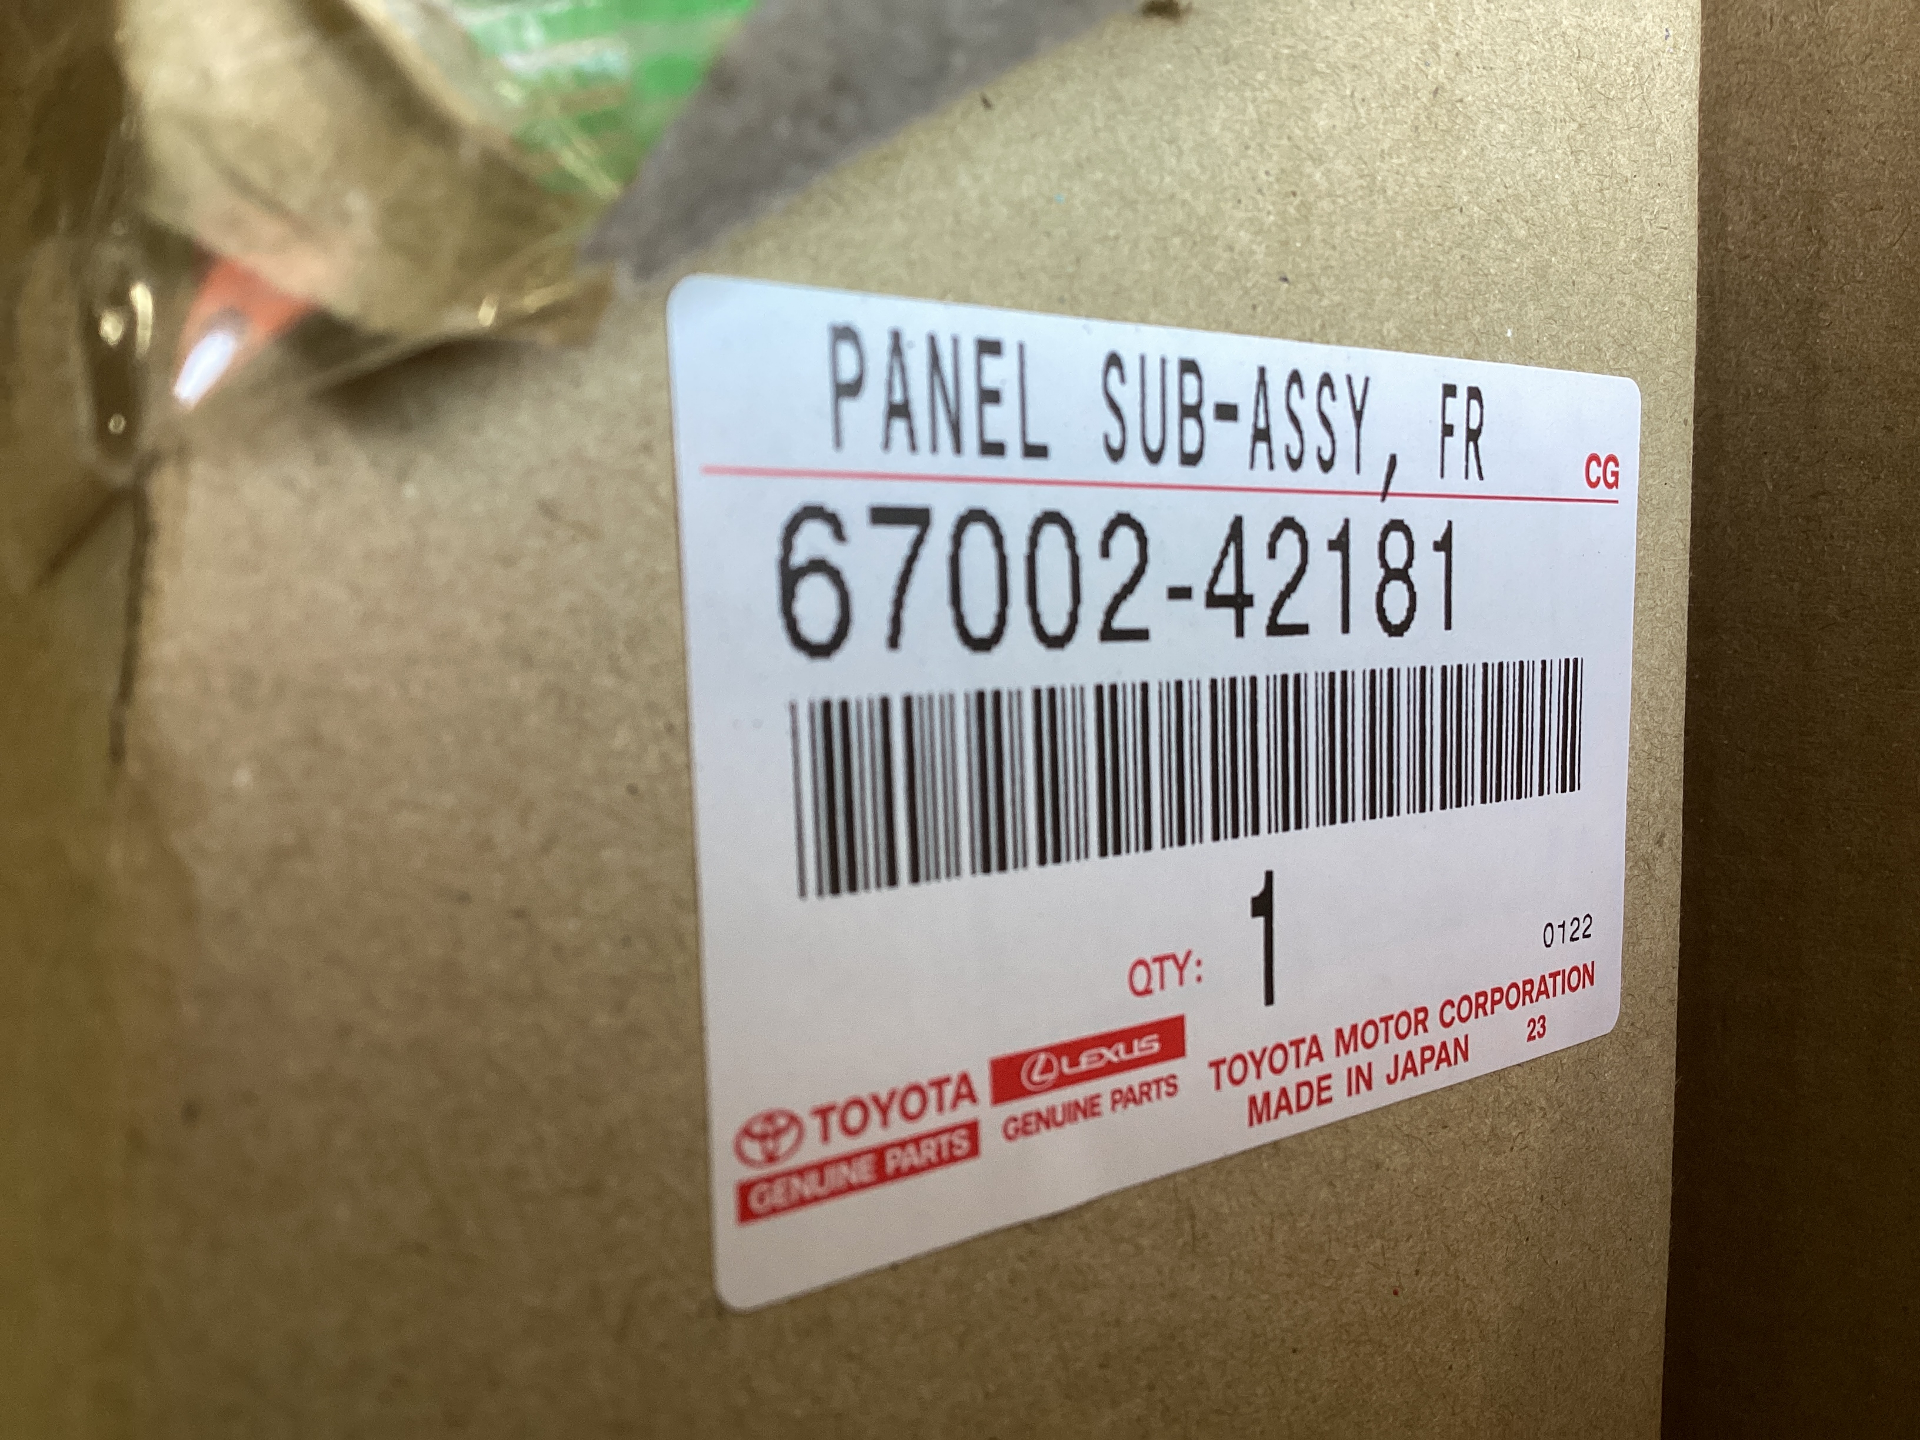 PANEL SUB-ASSY, FR
CG
67002-42181
QTY: 1
0122
TOYOTA
GENUINE PARTS
LEXUS
GENUINE PARTS
TOYOTA MOTOR CORPORATION
MADE IN JAPAN 23